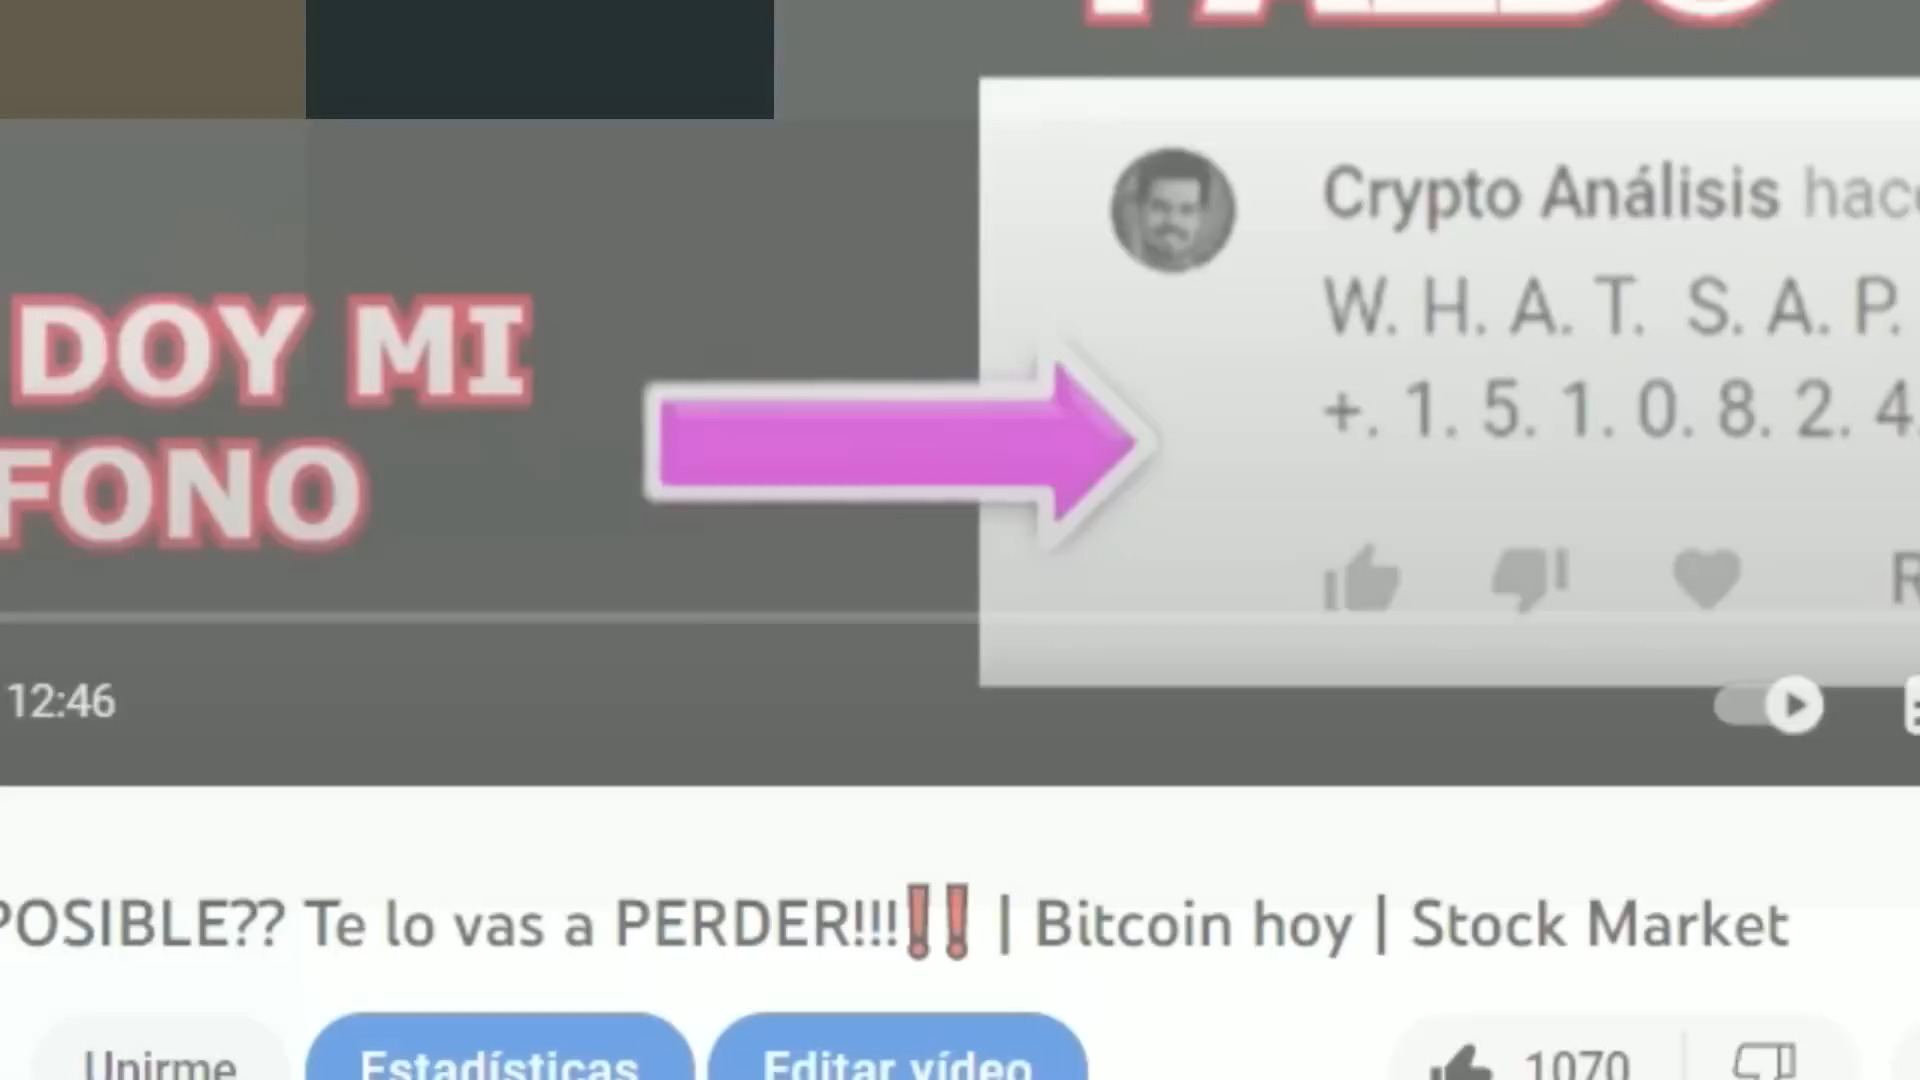 Crypto Análisis
W. H. A. T. S. A. P.
+. 1. 5. 1. 0. 8. 2. 4.
DOY MI
FONO
12:46
POSIBLE?? Te lo vas a PERDER!!!‼ | Bitcoin hoy | Stock Market
Unirme Estadísticas Editar vídeo 1070